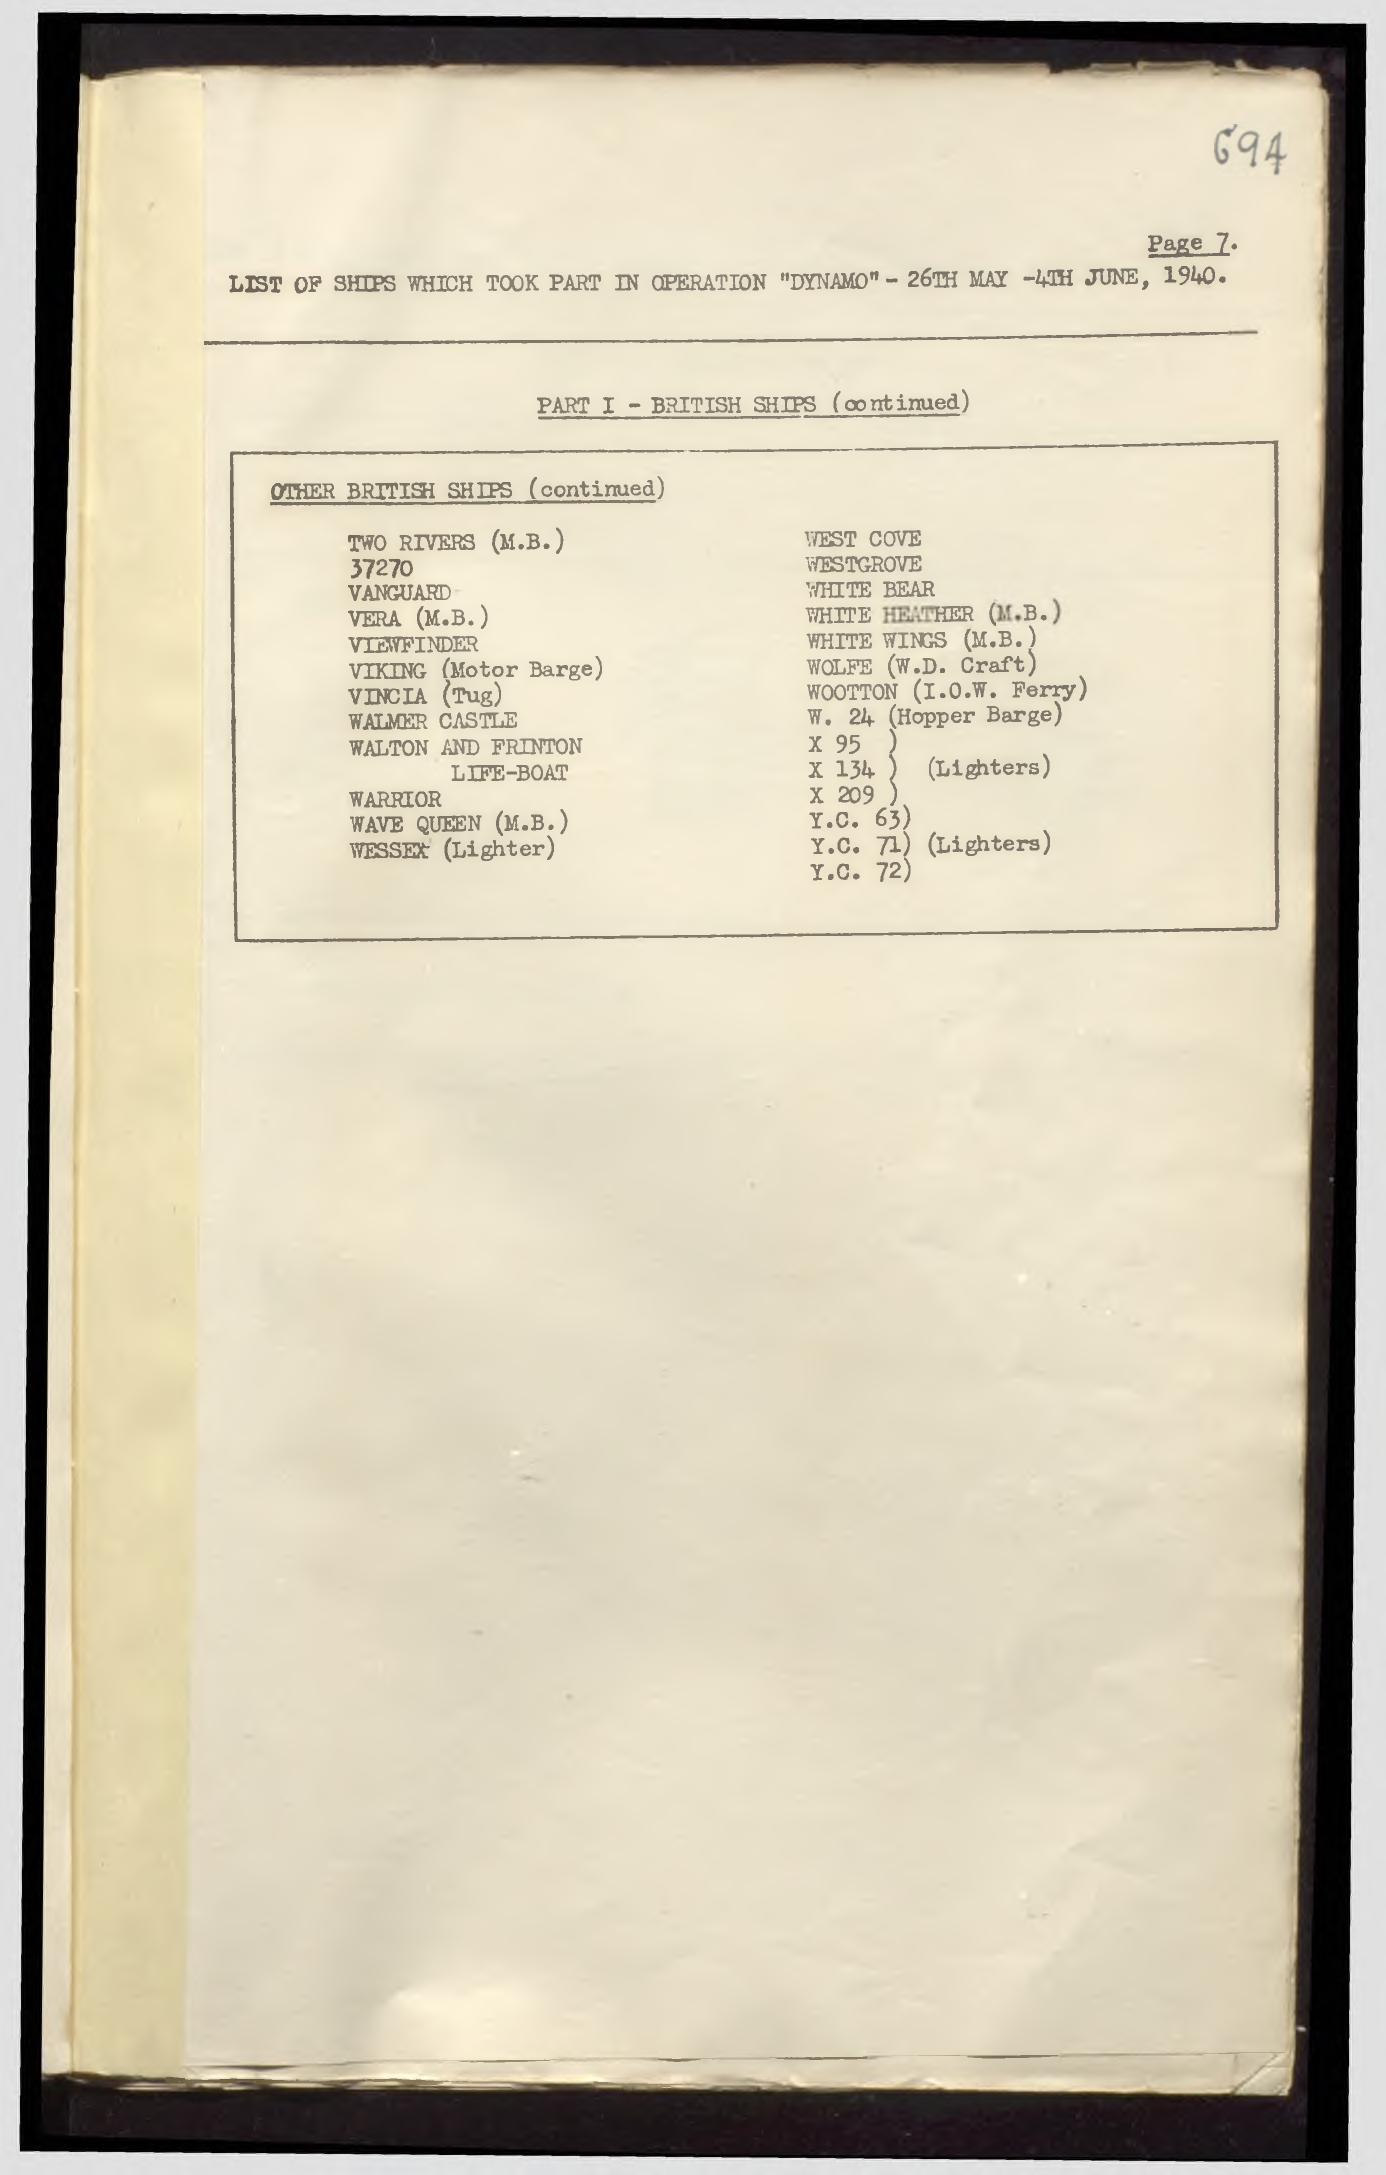 694
Page 7.
LIST OF SHIPS WHICH TOOK PART IN OPERATION "DYNAMO" - 26TH MAY -4TH JUNE, 1940.
PART I - BRITISH SHIPS (continued)
OTHER BRITISH SHIPS (continued)
TWO RIVERS (M.B.)
37270
VANGUARD
VERA (M.B.)
VIEWFINDER
VIKING (Motor Barge)
VINCIA (Tug)
WALMER CASTLE
WALTON AND FRINTON
LIFE-BOAT
WARRIOR
WAVE QUEEN (M.B.)
WESSEX (Lighter)
WEST COVE
WESTGROVE
WHITE BEAR
WHITE HEATHER (M.B.)
WHITE WINGS (M.B.)
WOLFE (W.D. Craft)
WOOTTON (I.O.W. Ferry)
W. 24 (Hopper Barge)
X 95 )
X 134 ) (Lighters)
X 209 )
Y.C. 63)
Y.C. 71) (Lighters)
Y.C. 72)